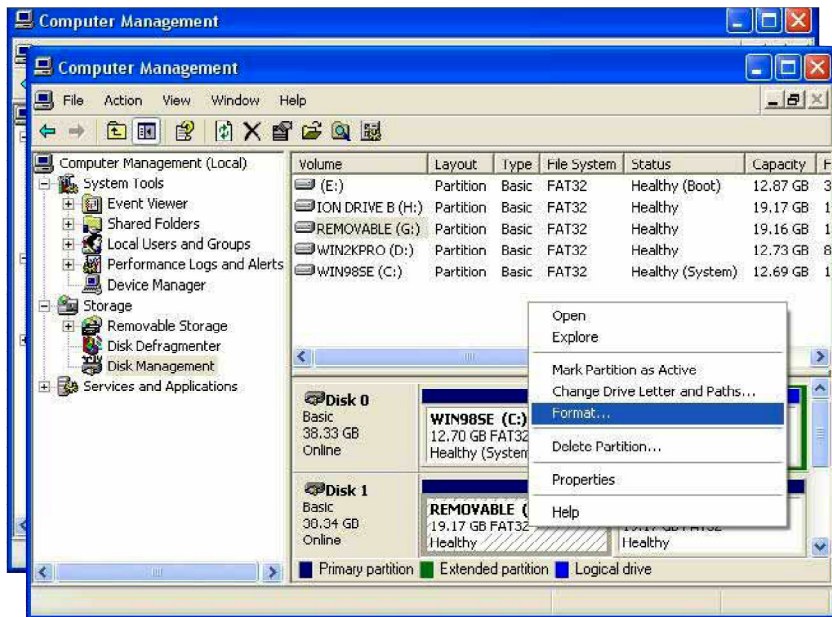 Computer Management
Computer Management
File Action View Window Help
Computer Management (Local)
System Tools
Event Viewer
Shared Folders
Local Users and Groups
Performance Logs and Alerts
Device Manager
Storage
Removable Storage
Disk Defragmenter
Disk Management
Services and Applications
Volume Layout Type File System Status Capacity F
(E:) Partition Basic FAT32 Healthy (Boot) 12.87 GB 3
ION DRIVE B (H:) Partition Basic FAT32 Healthy 19.17 GB 1
REMOVABLE (G:) Partition Basic FAT32 Healthy 19.16 GB 1
WIN2KPRO (D:) Partition Basic FAT32 Healthy 12.73 GB 8
WIN98SE (C:) Partition Basic FAT32 Healthy (System) 12.69 GB 1
Open
Explore
Mark Partition as Active
Change Drive Letter and Paths...
Format...
Delete Partition...
Properties
Help
Disk 0
Basic
38.33 GB
Online
WIN98SE (C:)
12.70 GB FAT32
Healthy (System
Disk 1
Basic
Online
REMOVABLE (
19.17 GB FAT32
Healthy
Healthy
Primary partition Extended partition Logical drive